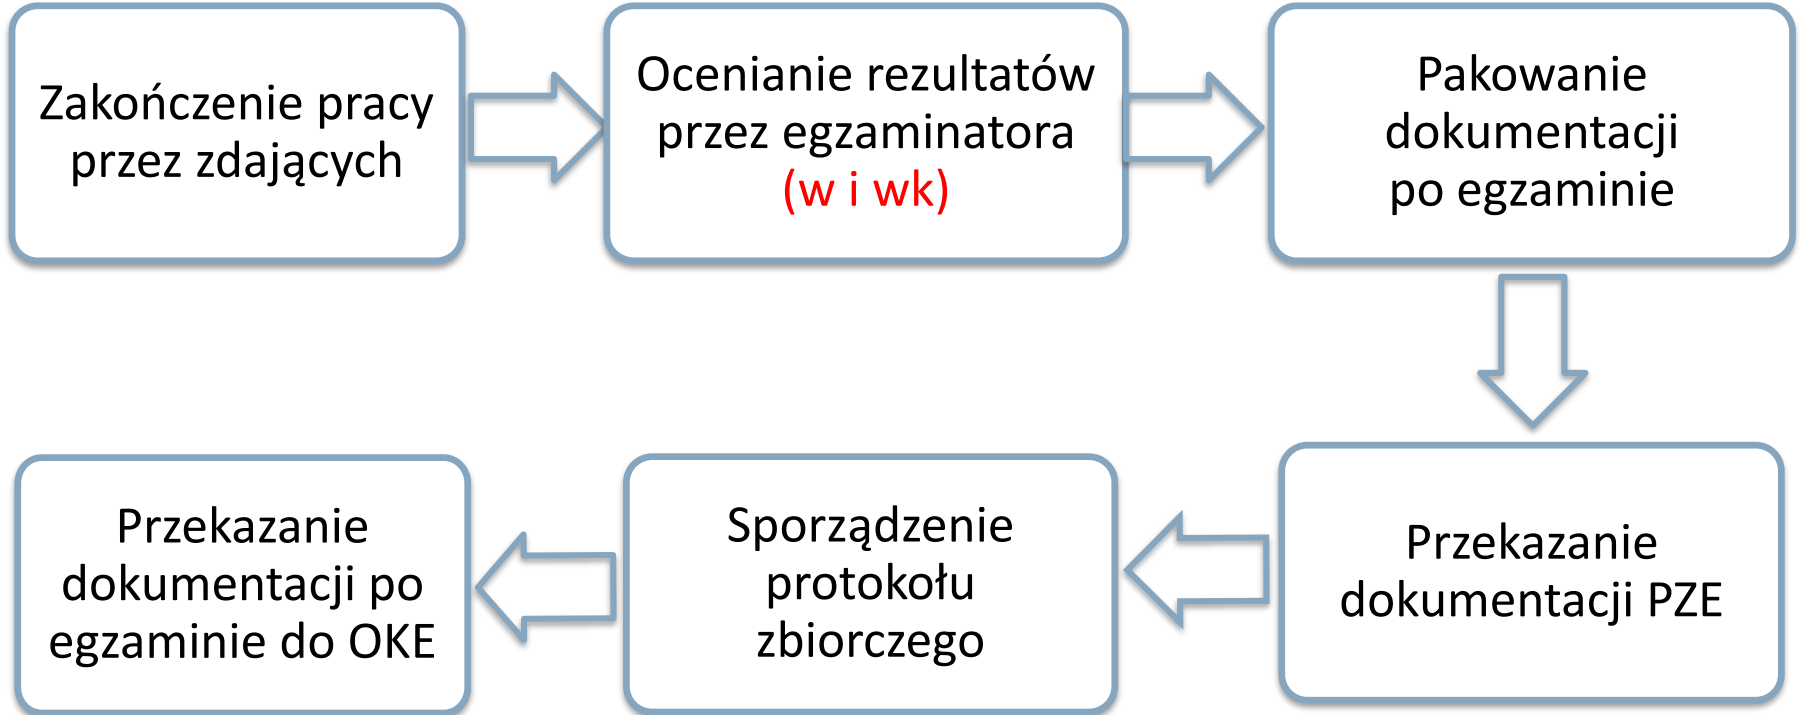 Zakończenie pracy
przez zdających
Ocenianie rezultatów
przez egzaminatora
(w i wk)
Pakowanie
dokumentacji
po egzaminie
Przekazanie
dokumentacji PZE
Sporządzenie
protokołu
zbiorczego
Przekazanie
dokumentacji po
egzaminie do OKE